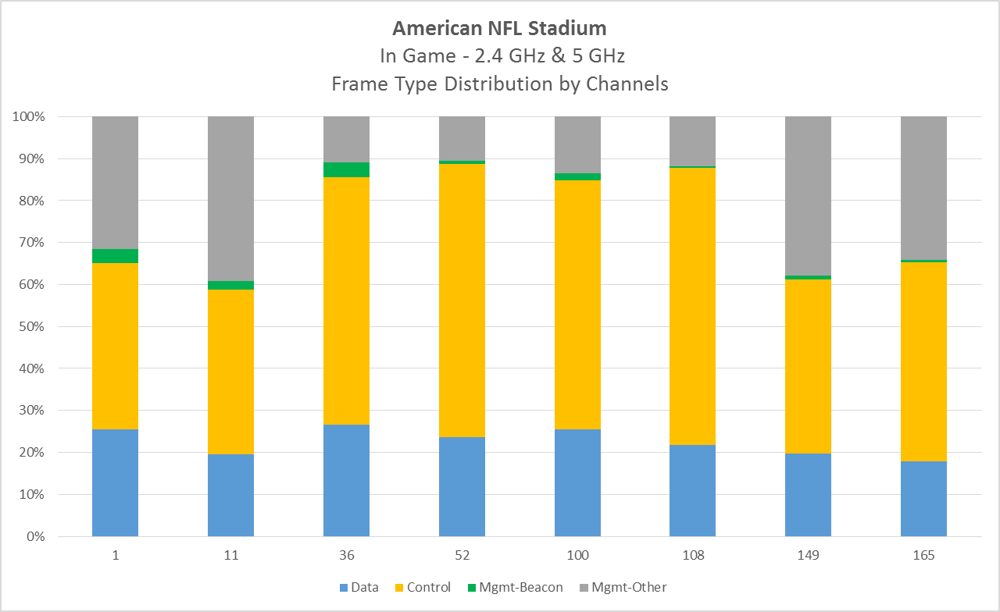 American NFL Stadium
In Game - 2.4 GHz & 5 GHz
Frame Type Distribution by Channels
100%
90%
80%
70%
60%
50%
40%
30%
20%
10%
0%
1 11 36 52 100 108 149 165
Data Control Mgmt-Beacon Mgmt-Other